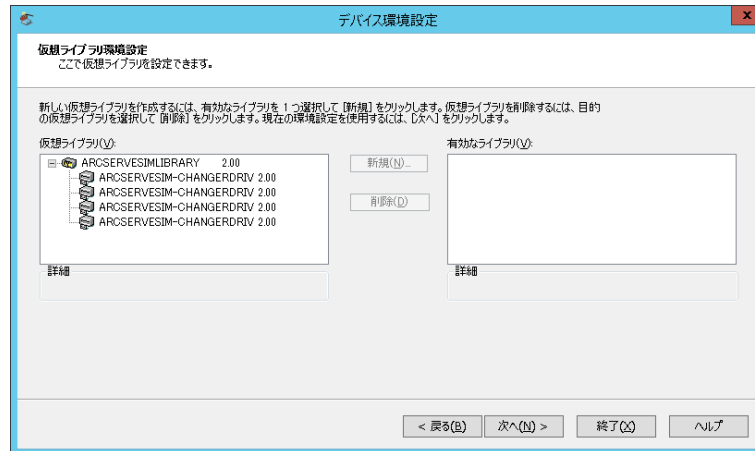 デバイス環境設定
x
仮想ライブラリ環境設定
ここで仮想ライブラリを設定できます。
新しい仮想ライブラリを作成するには、有効なライブラリを 1 つ選択して [新規] をクリックします。仮想ライブラリを削除するには、目的
の仮想ライブラリを選択して [削除] をクリックします。現在の環境設定を使用するには、[次へ] をクリックします。
仮想ライブラリ(V):
有効なライブラリ(V):
ARCSERVESIMLIBRARY 2.00
ARCSERVESIM-CHANGERDRIV 2.00
ARCSERVESIM-CHANGERDRIV 2.00
ARCSERVESIM-CHANGERDRIV 2.00
ARCSERVESIM-CHANGERDRIV 2.00
新規(N)...
削除(D)
詳細
詳細
< 戻る(B)
次へ(N) >
終了(X)
ヘルプ